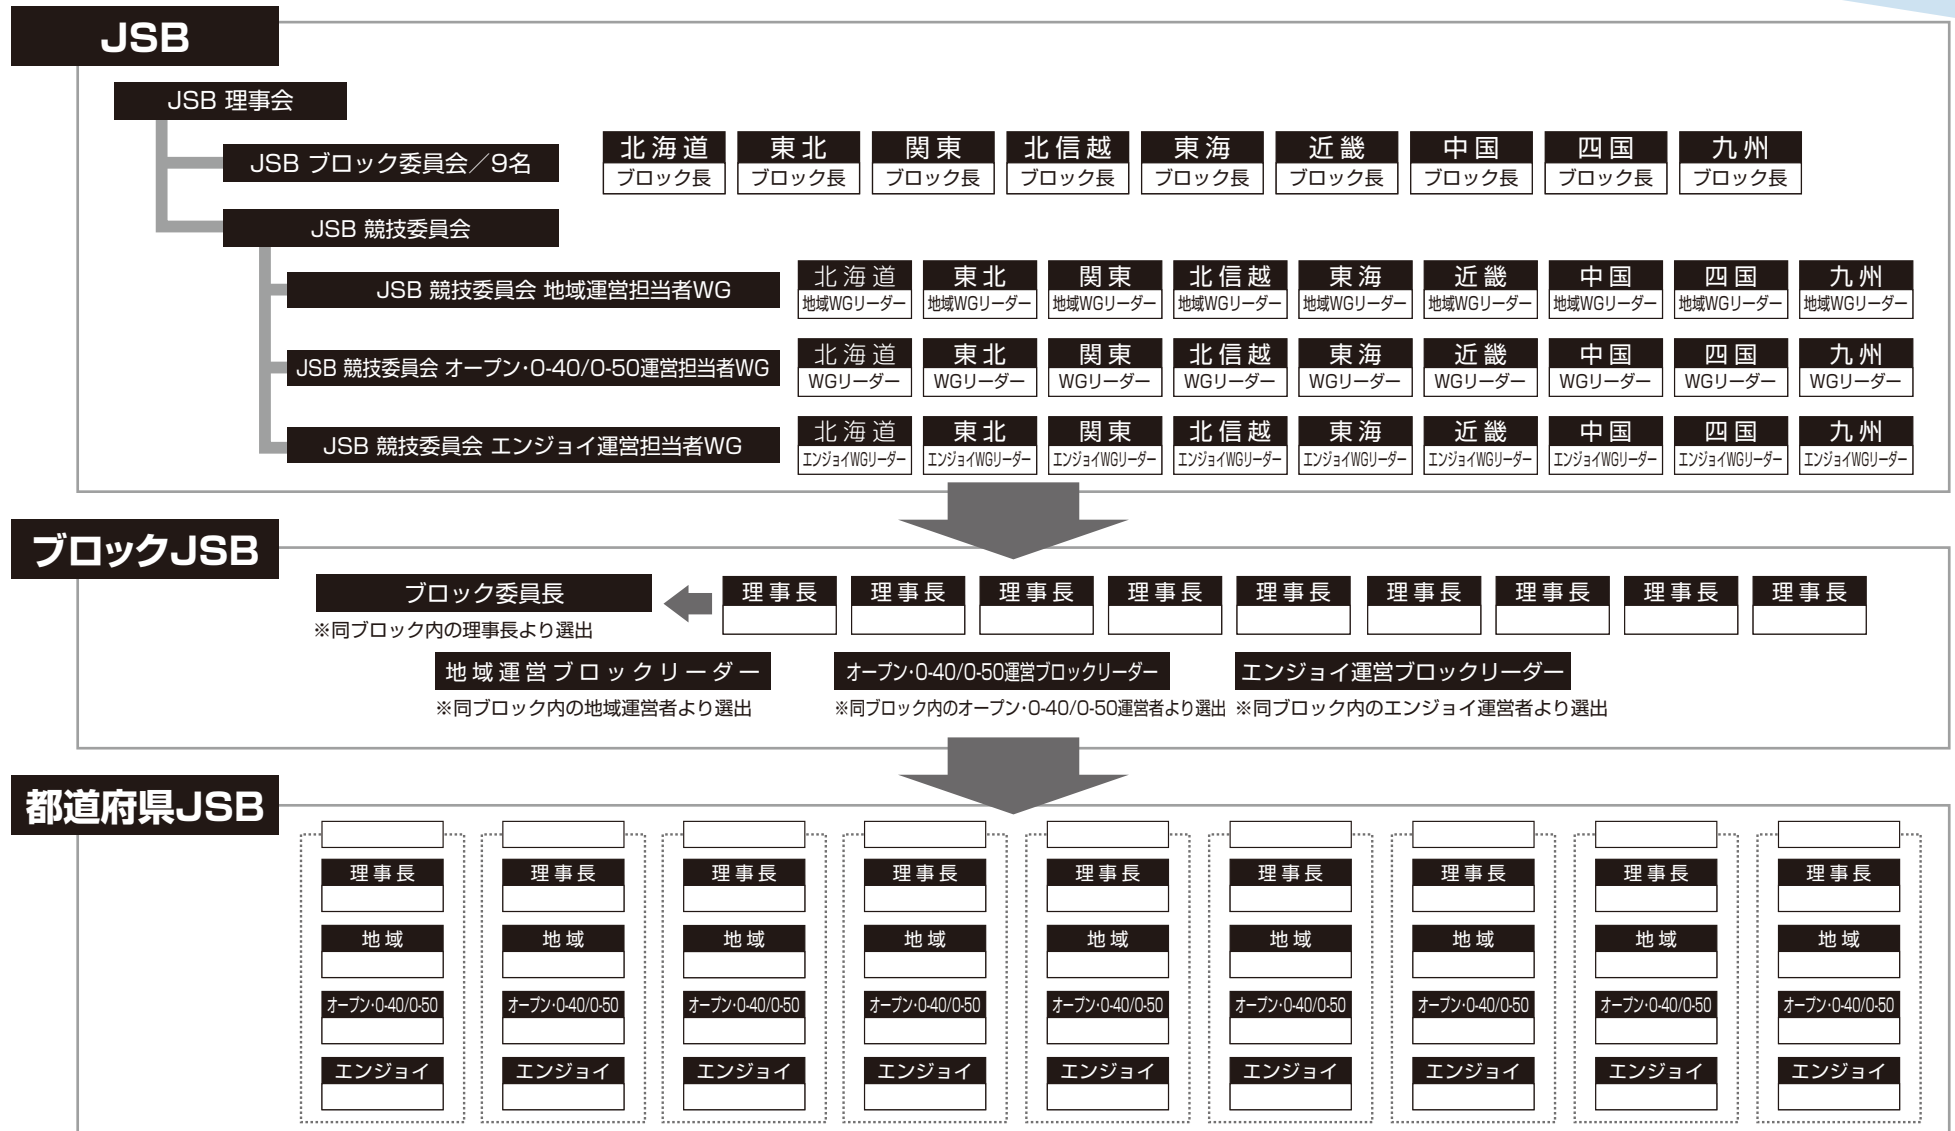 JSB
JSB 理事会
JSB ブロック委員会／9名
北海道 東北 関東 北信越 東海 近畿 中国 四国 九州
ブロック長 ブロック長 ブロック長 ブロック長 ブロック長 ブロック長 ブロック長 ブロック長 ブロック長
JSB 競技委員会
JSB 競技委員会 地域運営担当者WG
北海道 東北 関東 北信越 東海 近畿 中国 四国 九州
地域WGリーダー 地域WGリーダー 地域WGリーダー 地域WGリーダー 地域WGリーダー 地域WGリーダー 地域WGリーダー 地域WGリーダー 地域WGリーダー
JSB 競技委員会 オープン・O-40/O-50運営担当者WG
北海道 東北 関東 北信越 東海 近畿 中国 四国 九州
WGリーダー WGリーダー WGリーダー WGリーダー WGリーダー WGリーダー WGリーダー WGリーダー WGリーダー
JSB 競技委員会 エンジョイ運営担当者WG
北海道 東北 関東 北信越 東海 近畿 中国 四国 九州
エンジョイWGリーダー エンジョイWGリーダー エンジョイWGリーダー エンジョイWGリーダー エンジョイWGリーダー エンジョイWGリーダー エンジョイWGリーダー エンジョイWGリーダー エンジョイWGリーダー
ブロックJSB
ブロック委員長
※同ブロック内の理事長より選出
理事長 理事長 理事長 理事長 理事長 理事長 理事長 理事長 理事長
地域運営ブロックリーダー オープン・O-40/O-50運営ブロックリーダー エンジョイ運営ブロックリーダー
※同ブロック内の地域運営者より選出 ※同ブロック内のオープン・O-40/O-50運営者より選出 ※同ブロック内のエンジョイ運営者より選出
都道府県JSB
理事長 理事長 理事長 理事長 理事長 理事長 理事長 理事長 理事長
地域 地域 地域 地域 地域 地域 地域 地域 地域
オープン・O-40/O-50 オープン・O-40/O-50 オープン・O-40/O-50 オープン・O-40/O-50 オープン・O-40/O-50 オープン・O-40/O-50 オープン・O-40/O-50 オープン・O-40/O-50 オープン・O-40/O-50
エンジョイ エンジョイ エンジョイ エンジョイ エンジョイ エンジョイ エンジョイ エンジョイ エンジョイ